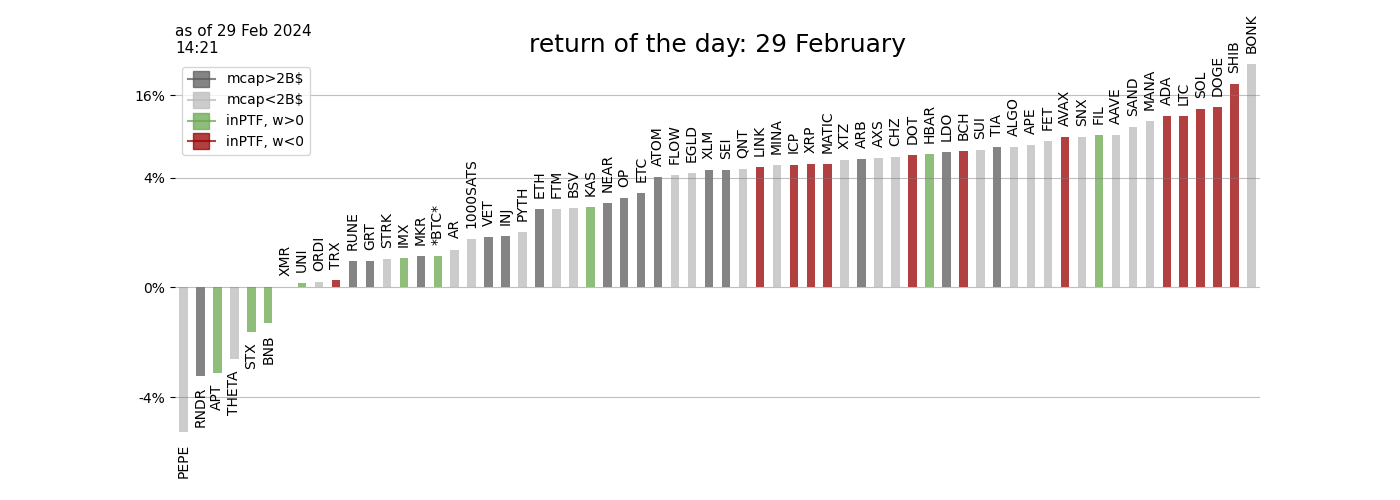 as of 29 Feb 2024
14:21
return of the day: 29 February
mcap>2B$
mcap<2B$
inPTF, w>0
inPTF, w<0
16%
4%
0%
-4%
PEPE
RNDR
APT
THETA
STX
BNB
XMR
UNI
ORDI
TRX
RUNE
GRT
STRK
IMX
MKR
*BTC*
AR
1000SATS
VET
INJ
PYTH
ETH
FTM
BSV
KAS
NEAR
OP
ETC
ATOM
FLOW
EGLD
XLM
SEI
QNT
LINK
MINA
ICP
XRP
MATIC
XTZ
ARB
AXS
CHZ
DOT
HBAR
LDO
BCH
SUI
TIA
ALGO
APE
FET
AVAX
SNX
FIL
AAVE
SAND
MANA
ADA
LTC
SOL
DOGE
SHIB
BONK